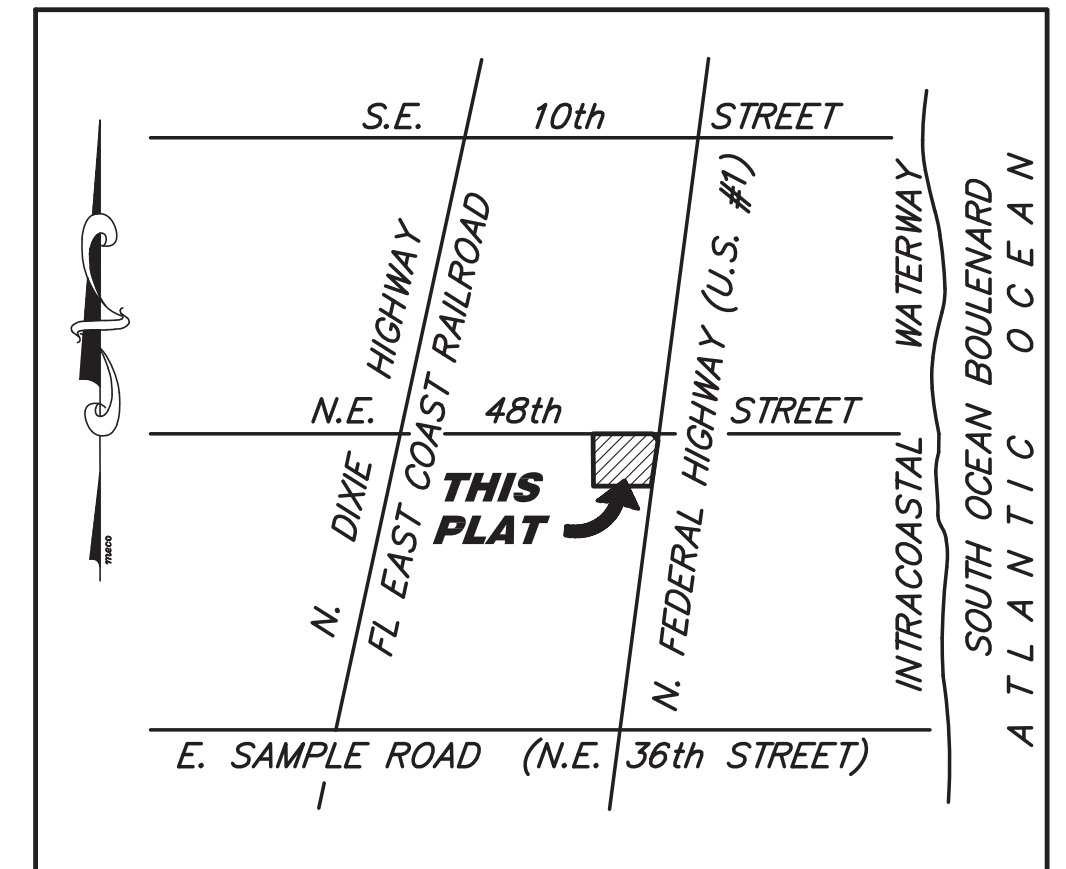 S.E. 10th STREET
N. DIXIE HIGHWAY
FL EAST COAST RAILROAD
N. FEDERAL HIGHWAY (U.S. #1)
INTRACOASTAL WATERWAY
SOUTH OCEAN BOULENARD
ATLANTIC OCEAN
N.E. 48th STREET
THIS
PLAT
meco
E. SAMPLE ROAD (N.E. 36th STREET)